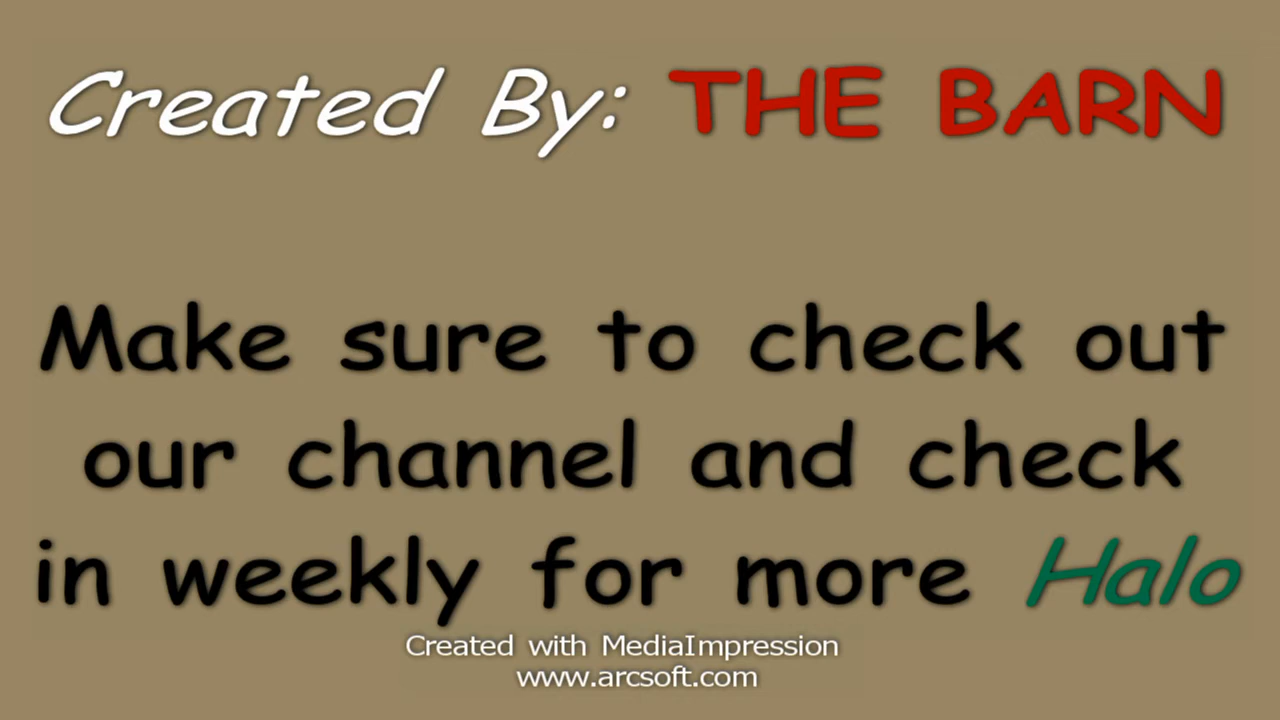 Created By: THE BARN
Make sure to check out
our channel and check
in weekly for more Halo
Created with MediaImpression
www.arcsoft.com